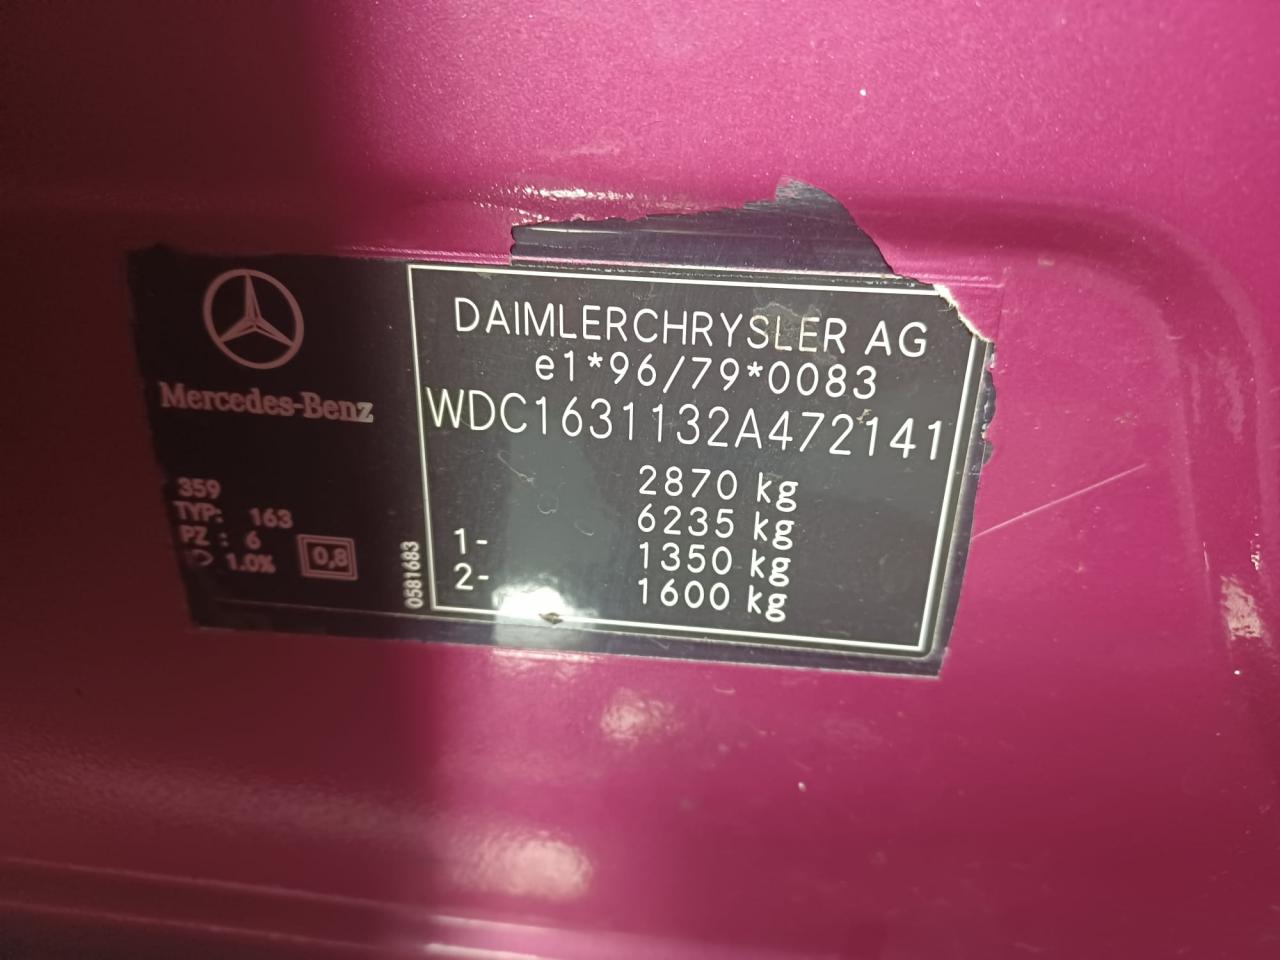 Mercedes-Benz
359
TYP: 163
PZ : 6
1.0% 0,8
0581683
DAIMLERCHRYSLER AG
e1*96/79*0083
WDC1631132A472141
2870 kg
6235 kg
1- 1350 kg
2- 1600 kg